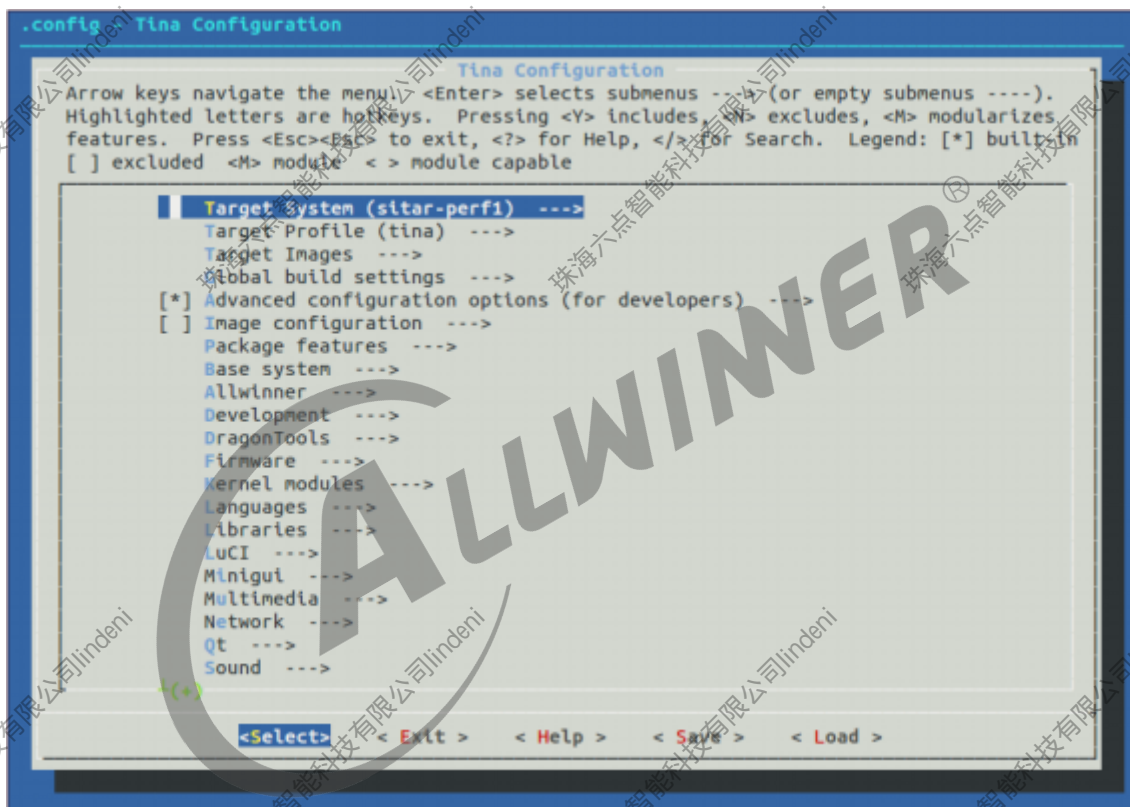 .config - Tina Configuration
Tina Configuration
Arrow keys navigate the menu. <Enter> selects submenus ---> (or empty submenus ----).
Highlighted letters are hotkeys. Pressing <Y> includes, <N> excludes, <M> modularizes
features. Press <Esc><Esc> to exit, <?> for Help, </> for Search. Legend: [*] built-in
[ ] excluded <M> module < > module capable
Target System (sitar-perf1) --->
Target Profile (tina) --->
Target Images --->
Global build settings --->
[*] Advanced configuration options (for developers) --->
[ ] Image configuration --->
Package features --->
Base system --->
Allwinner --->
Development --->
DragonTools --->
Firmware --->
Kernel modules --->
Languages --->
Libraries --->
LuCI --->
Minigui --->
Multimedia --->
Network --->
Qt --->
Sound --->
┴(+)
<Select> < Exit > < Help > < Save > < Load >
ALLWINNER®
珠海六点智能科技有限公司lindeni